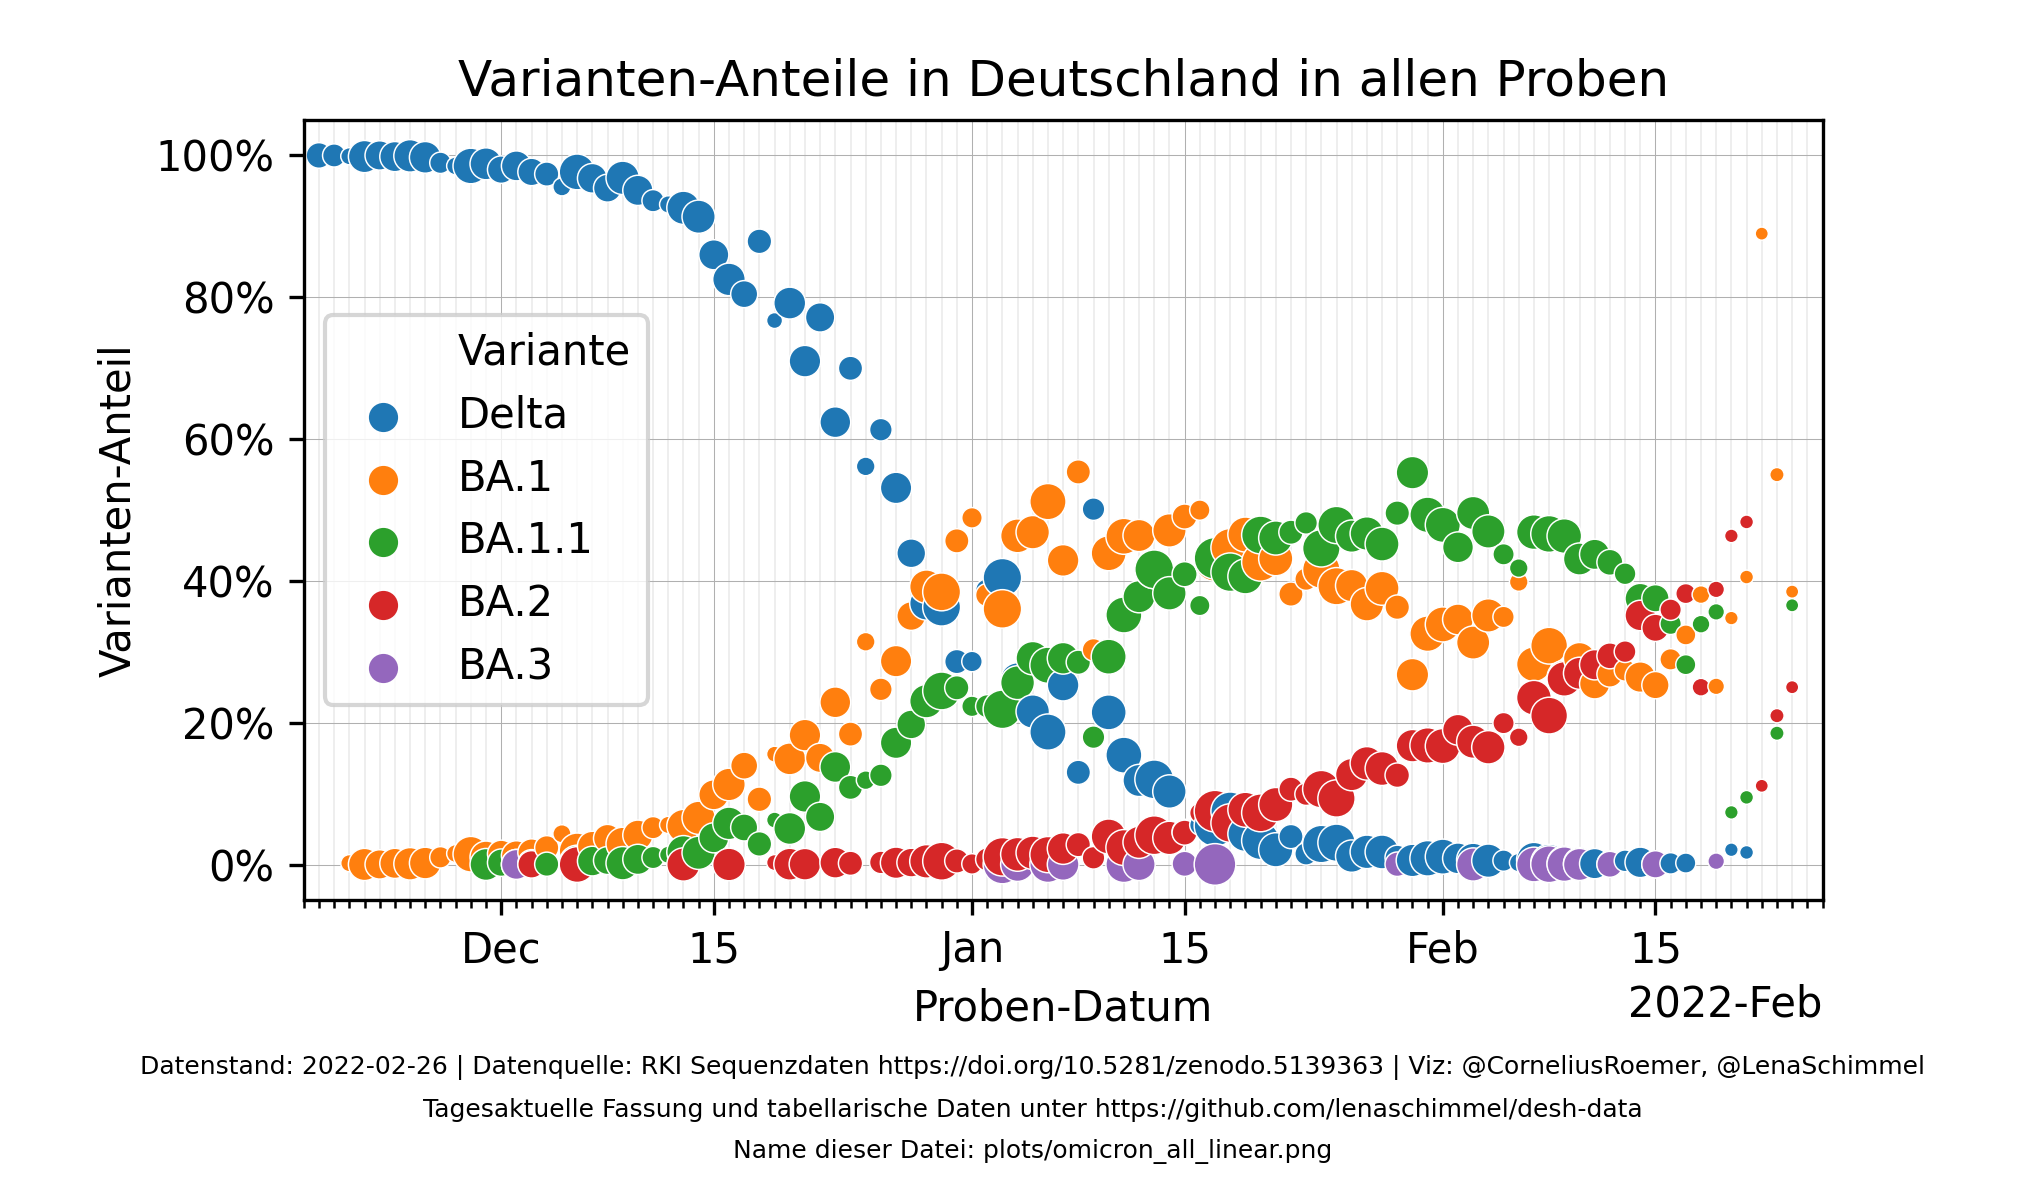 Varianten-Anteile in Deutschland in allen Proben
100%
80%
60%
40%
20%
0%
Varianten-Anteil
Variante
Delta
BA.1
BA.1.1
BA.2
BA.3
Dec 15 Jan 15 Feb 15
2022-Feb
Proben-Datum
Datenstand: 2022-02-26 | Datenquelle: RKI Sequenzdaten https://doi.org/10.5281/zenodo.5139363 | Viz: @CorneliusRoemer, @LenaSchimmel
Tagesaktuelle Fassung und tabellarische Daten unter https://github.com/lenaschimmel/desh-data
Name dieser Datei: plots/omicron_all_linear.png